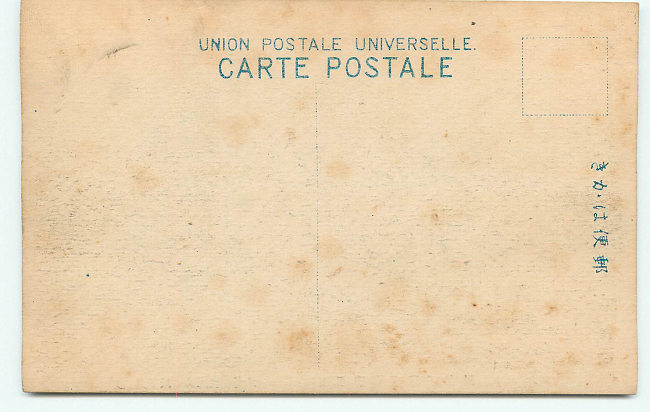 UNION POSTALE UNIVERSELLE.
CARTE POSTALE
郵便はかき